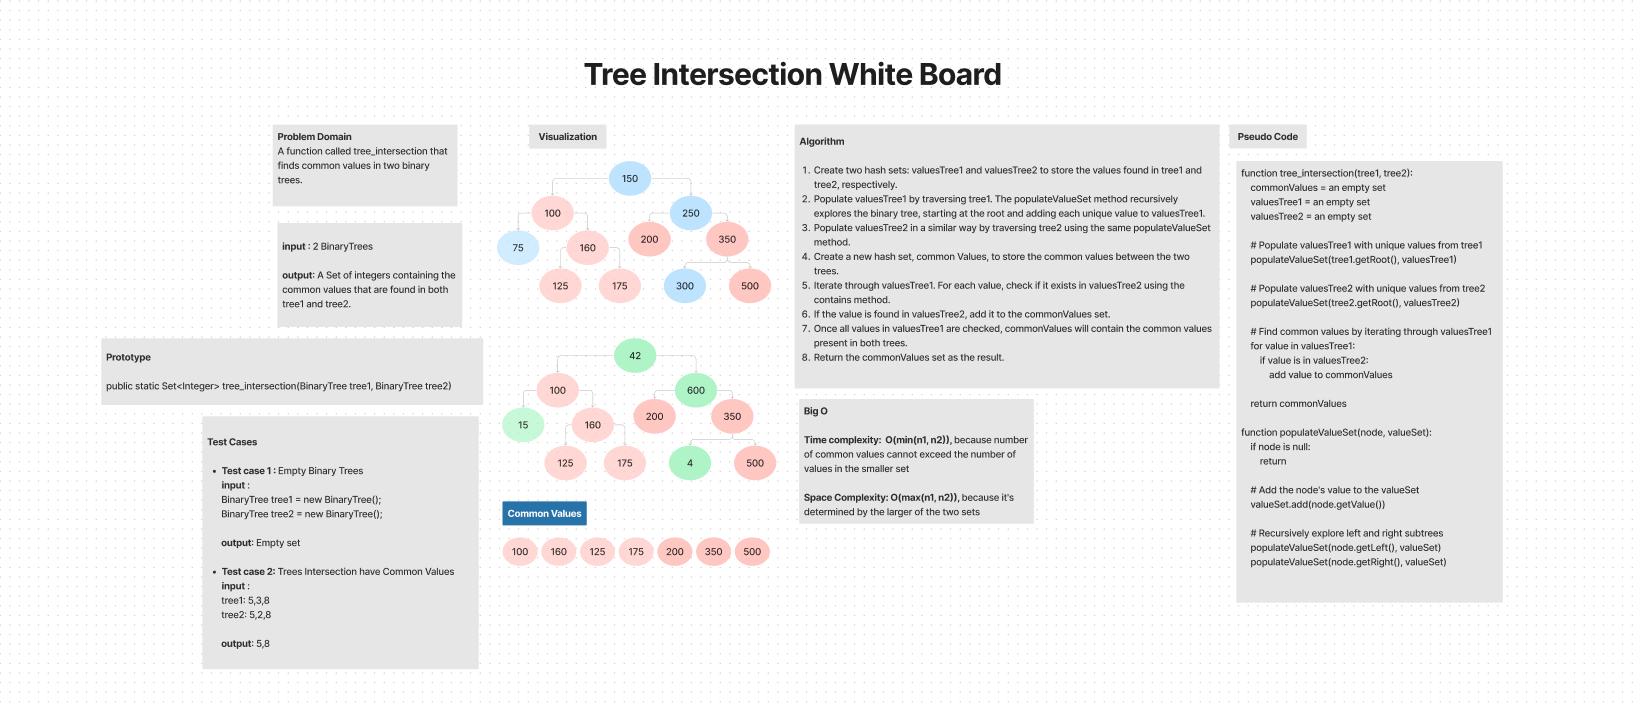 Tree Intersection White Board
Problem Domain
A function called tree_intersection that
finds common values in two binary
trees.
input : 2 BinaryTrees
output: A Set of integers containing the
common values that are found in both
tree1 and tree2.
Prototype
public static Set<Integer> tree_intersection(BinaryTree tree1, BinaryTree tree2)
Test Cases
• Test case 1 : Empty Binary Trees
input :
BinaryTree tree1 = new BinaryTree();
BinaryTree tree2 = new BinaryTree();
output: Empty set
• Test case 2: Trees Intersection have Common Values
input :
tree1: 5,3,8
tree2: 5,2,8
output: 5,8
Visualization
150
100
250
75
160
200
350
125
175
300
500
42
100
600
15
160
200
350
125
175
4
500
Common Values
100 160 125 175 200 350 500
Algorithm
1. Create two hash sets: valuesTree1 and valuesTree2 to store the values found in tree1 and
tree2, respectively.
2. Populate valuesTree1 by traversing tree1. The populateValueSet method recursively
explores the binary tree, starting at the root and adding each unique value to valuesTree1.
3. Populate valuesTree2 in a similar way by traversing tree2 using the same populateValueSet
method.
4. Create a new hash set, common Values, to store the common values between the two
trees.
5. Iterate through valuesTree1. For each value, check if it exists in valuesTree2 using the
contains method.
6. If the value is found in valuesTree2, add it to the commonValues set.
7. Once all values in valuesTree1 are checked, commonValues will contain the common values
present in both trees.
8. Return the commonValues set as the result.
Big O
Time complexity: O(min(n1, n2)), because number
of common values cannot exceed the number of
values in the smaller set
Space Complexity: O(max(n1, n2)), because it's
determined by the larger of the two sets
Pseudo Code
function tree_intersection(tree1, tree2):
commonValues = an empty set
valuesTree1 = an empty set
valuesTree2 = an empty set
# Populate valuesTree1 with unique values from tree1
populateValueSet(tree1.getRoot(), valuesTree1)
# Populate valuesTree2 with unique values from tree2
populateValueSet(tree2.getRoot(), valuesTree2)
# Find common values by iterating through valuesTree1
for value in valuesTree1:
if value is in valuesTree2:
add value to commonValues
return commonValues
function populateValueSet(node, valueSet):
if node is null:
return
# Add the node's value to the valueSet
valueSet.add(node.getValue())
# Recursively explore left and right subtrees
populateValueSet(node.getLeft(), valueSet)
populateValueSet(node.getRight(), valueSet)